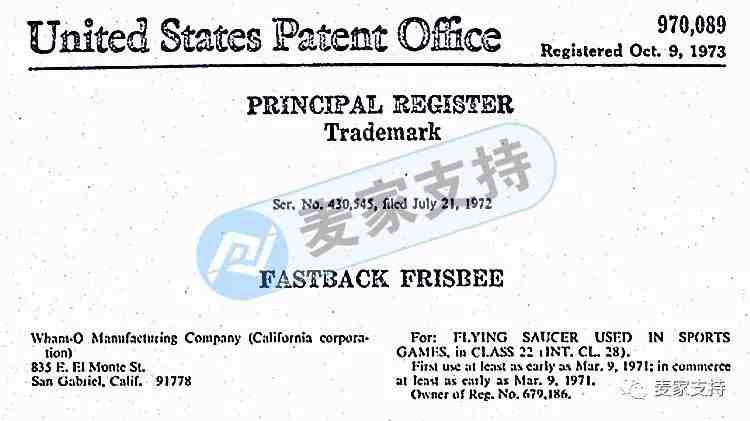 United States Patent Office
970,089
Registered Oct. 9, 1973
PRINCIPAL REGISTER
Trademark
Ser. No. 430,545, filed July 21, 1972
麦家支持
FASTBACK FRISBEE
Wham-O Manufacturing Company (California corpora-
tion)
835 E. El Monte St.
San Gabriel, Calif. 91778
For: FLYING SAUCER USED IN SPORTS
GAMES, in CLASS 22 (INT. CL. 28).
First use at least as early as Mar. 9, 1971; in commerce
at least as early as Mar. 9, 1971.
Owner of Reg. No. 679,186.
麦家支持